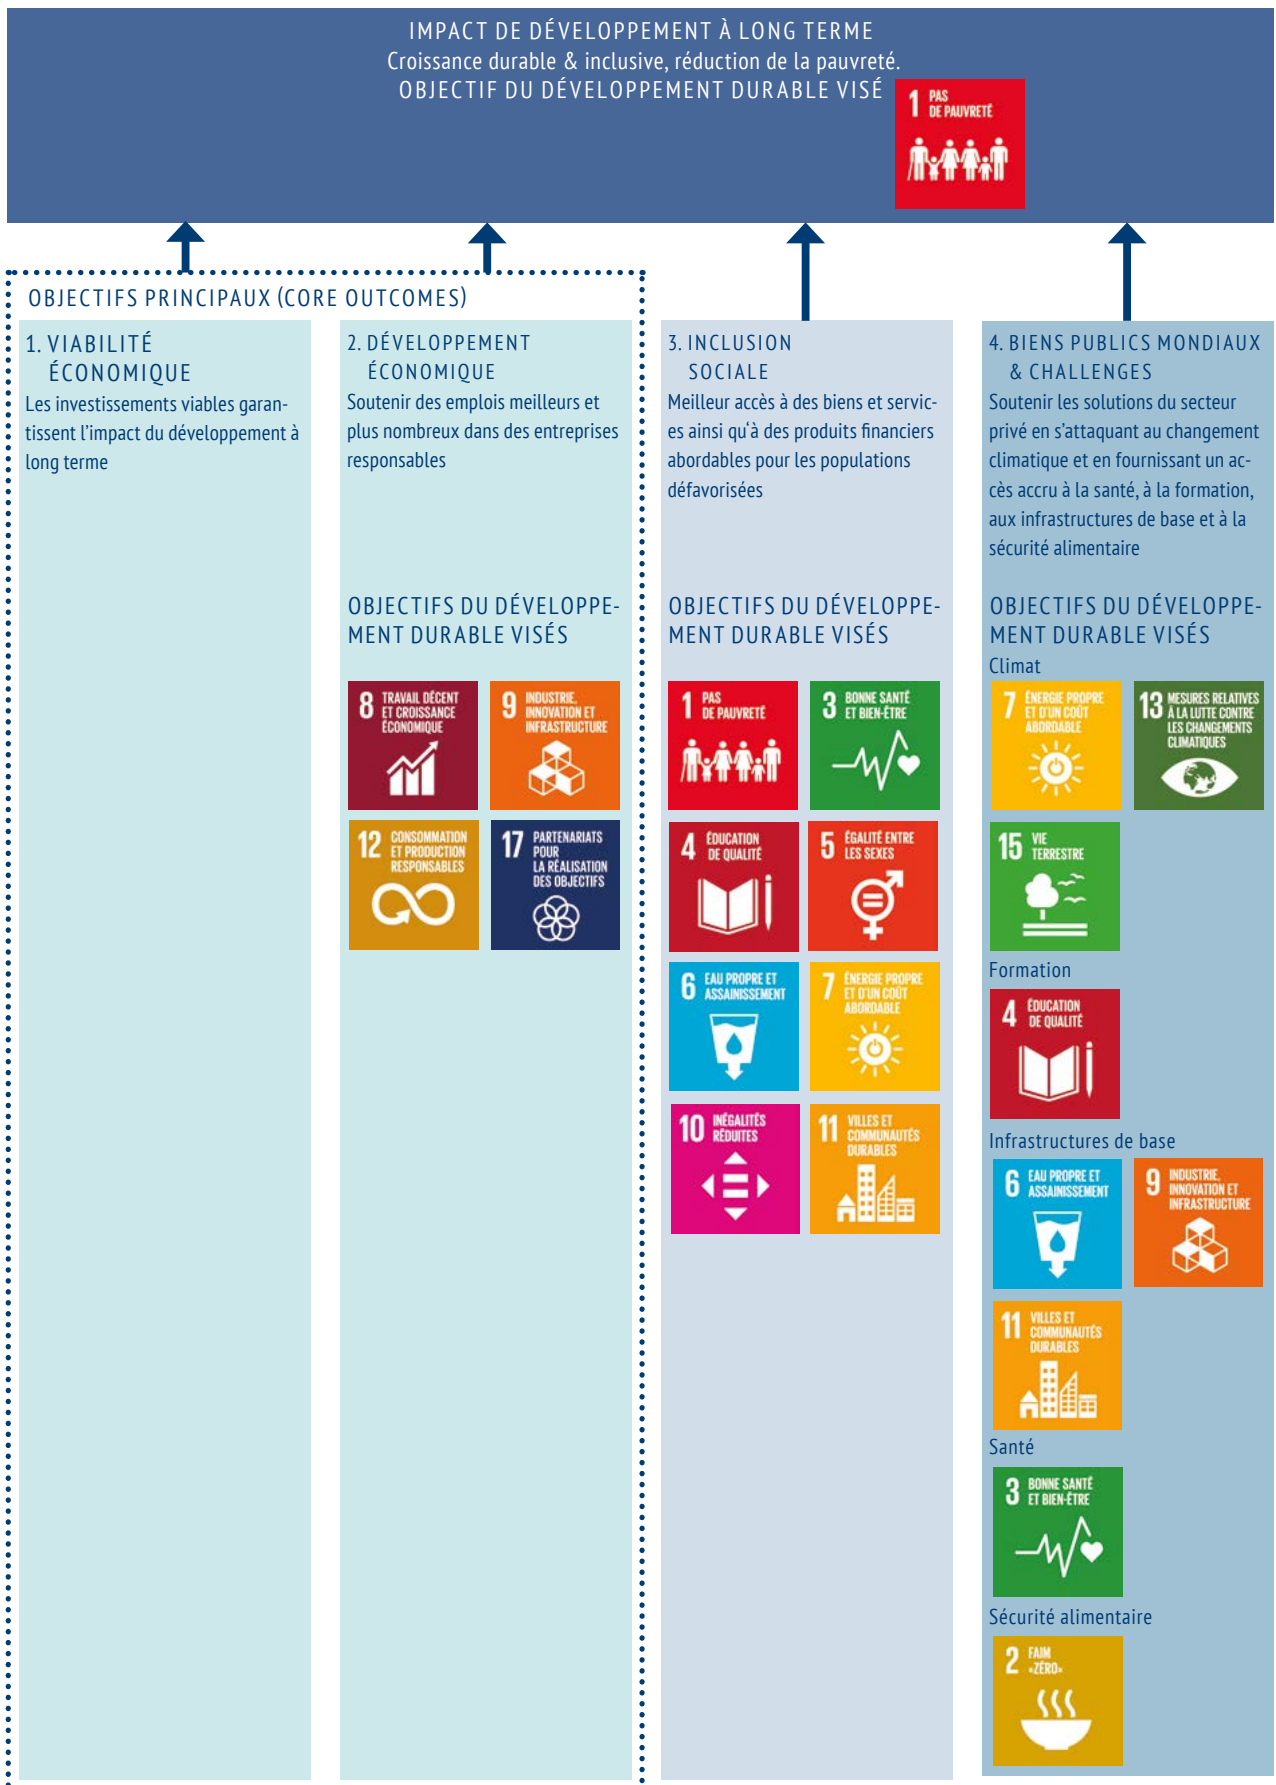 IMPACT DE DÉVELOPPEMENT À LONG TERME
Croissance durable & inclusive, réduction de la pauvreté.
OBJECTIF DU DÉVELOPPEMENT DURABLE VISÉ
1 PAS
DE PAUVRETÉ
OBJECTIFS PRINCIPAUX (CORE OUTCOMES)
1. VIABILITÉ
ÉCONOMIQUE
Les investissements viables garan-
tissent l'impact du développement à
long terme
2. DÉVELOPPEMENT
ÉCONOMIQUE
Soutenir des emplois meilleurs et
plus nombreux dans des entreprises
responsables
OBJECTIFS DU DÉVELOPPE-
MENT DURABLE VISÉS
8 TRAVAIL DÉCENT
ET CROISSANCE
ÉCONOMIQUE
9 INDUSTRIE,
INNOVATION ET
INFRASTRUCTURE
12 CONSOMMATION
ET PRODUCTION
RESPONSABLES
17 PARTENARIATS
POUR
LA RÉALISATION
DES OBJECTIFS
3. INCLUSION
SOCIALE
Meilleur accès à des biens et servic-
es ainsi qu‘à des produits financiers
abordables pour les populations
défavorisées
OBJECTIFS DU DÉVELOPPE-
MENT DURABLE VISÉS
1 PAS
DE PAUVRETÉ
3 BONNE SANTÉ
ET BIEN-ÊTRE
4 ÉDUCATION
DE QUALITÉ
5 ÉGALITÉ ENTRE
LES SEXES
6 EAU PROPRE ET
ASSAINISSEMENT
7 ÉNERGIE PROPRE
ET D'UN COÛT
ABORDABLE
10 INÉGALITÉS
RÉDUITES
11 VILLES ET
COMMUNAUTÉS
DURABLES
4. BIENS PUBLICS MONDIAUX
& CHALLENGES
Soutenir les solutions du secteur
privé en s'attaquant au changement
climatique et en fournissant un ac-
cès accru à la santé, à la formation,
aux infrastructures de base et à la
sécurité alimentaire
OBJECTIFS DU DÉVELOPPE-
MENT DURABLE VISÉS
Climat
7 ÉNERGIE PROPRE
ET D'UN COÛT
ABORDABLE
13 MESURES RELATIVES
À LA LUTTE CONTRE
LES CHANGEMENTS
CLIMATIQUES
15 VIE
TERRESTRE
Formation
4 ÉDUCATION
DE QUALITÉ
Infrastructures de base
6 EAU PROPRE ET
ASSAINISSEMENT
9 INDUSTRIE,
INNOVATION ET
INFRASTRUCTURE
11 VILLES ET
COMMUNAUTÉS
DURABLES
Santé
3 BONNE SANTÉ
ET BIEN-ÊTRE
Sécurité alimentaire
2 FAIM
«ZÉRO»